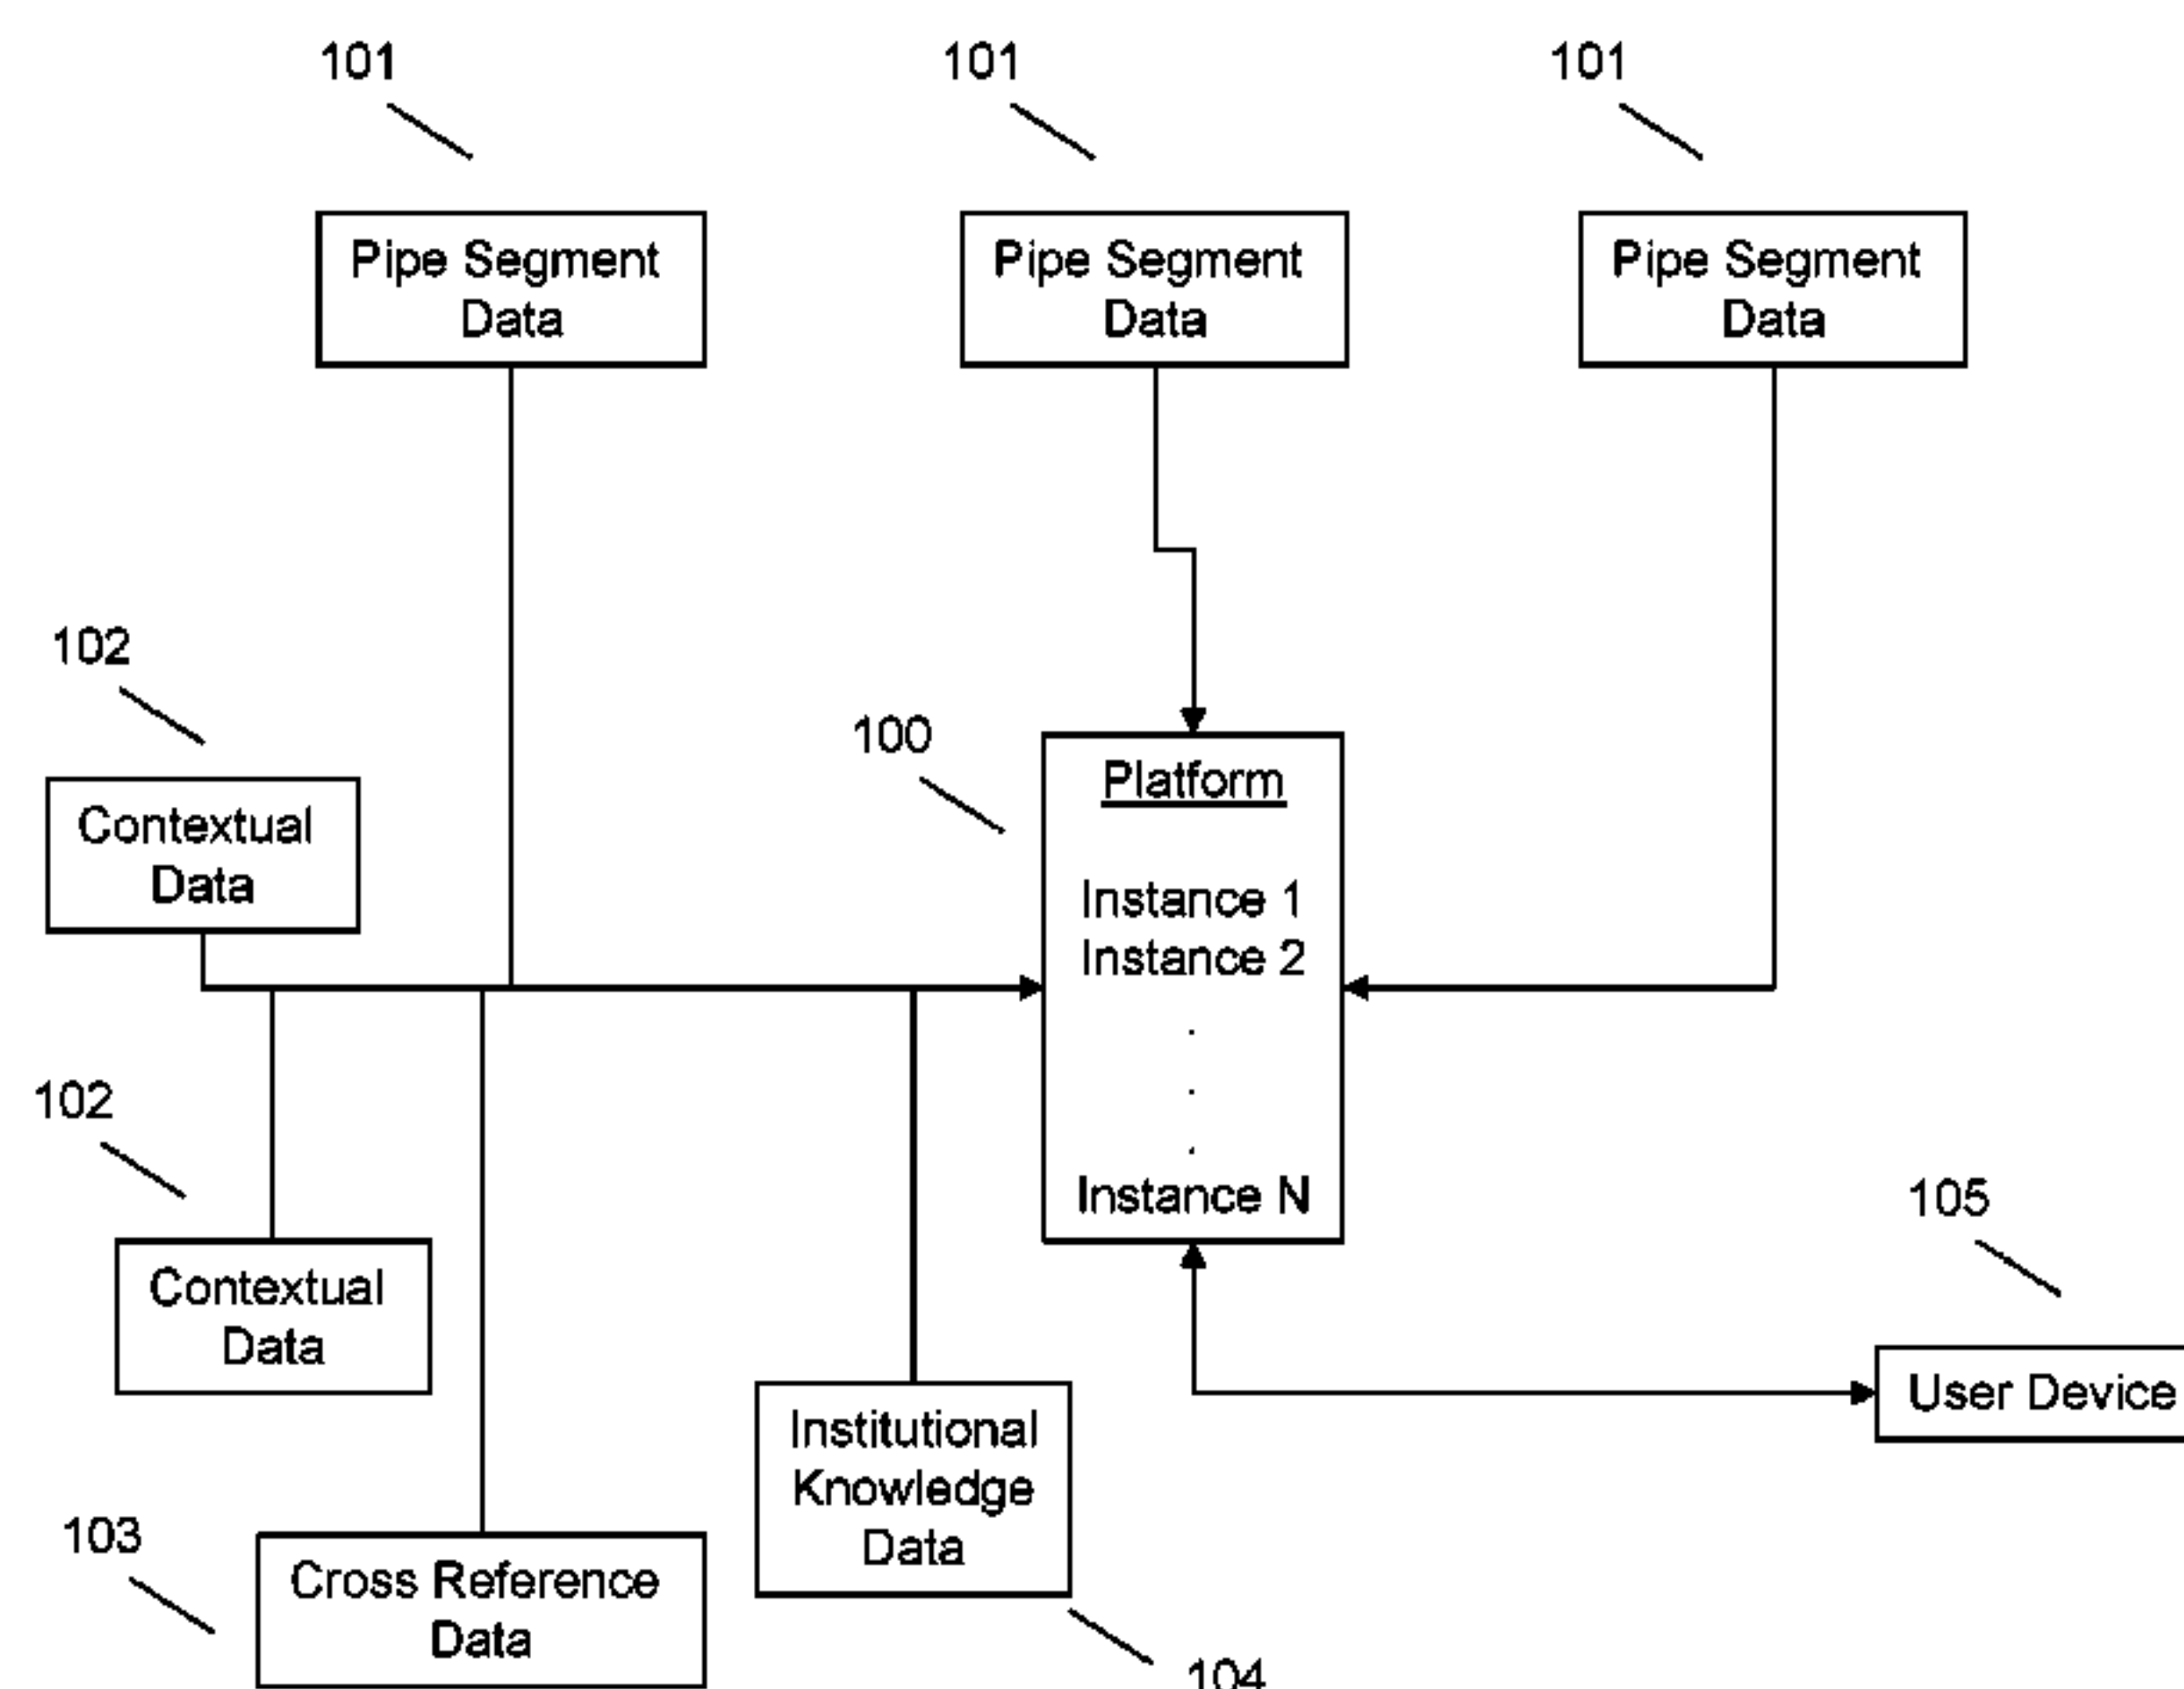 101
101
101
Pipe Segment
Data
Pipe Segment
Data
Pipe Segment
Data
102
Contextual
Data
100
Platform
Instance 1
Instance 2
.
.
.
Instance N
102
Contextual
Data
105
User Device
Institutional
Knowledge
Data
103
Cross Reference
Data
104